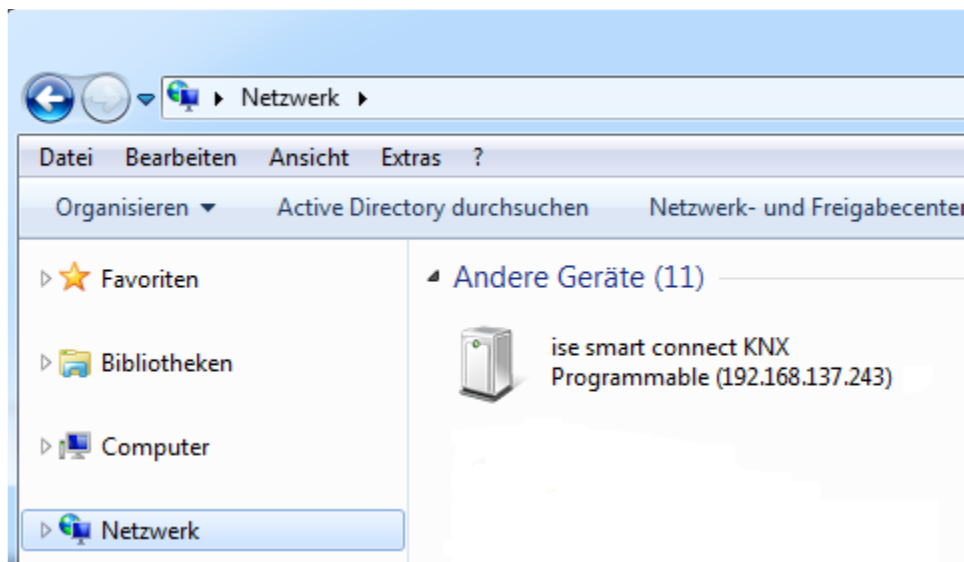 Netzwerk
Datei Bearbeiten Ansicht Extras ?
Organisieren Active Directory durchsuchen Netzwerk- und Freigabecenter
Favoriten
Bibliotheken
Computer
Netzwerk
Andere Geräte (11)
ise smart connect KNX
Programmable (192.168.137.243)